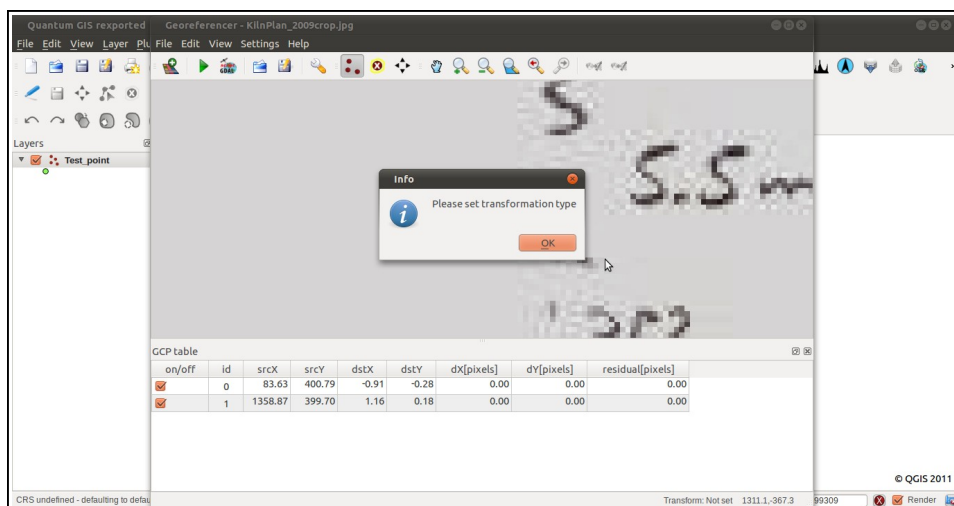 Quantum GIS rexported
Georeferencer - KilnPlan_2009crop.jpg
File Edit View Layer Plu
File Edit View Settings Help
GDAL
Layers
Test_point
S
5.5 m
Info
Please set transformation type
OK
GCP table
on/off id srcX srcY dstX dstY dX[pixels] dY[pixels] residual[pixels]
0 83.63 400.79 -0.91 -0.28 0.00 0.00 0.00
1 1358.87 399.70 1.16 0.18 0.00 0.00 0.00
© QGIS 2011
CRS undefined - defaulting to defau
Transform: Not set 1311.1,-367.3
99309
Render